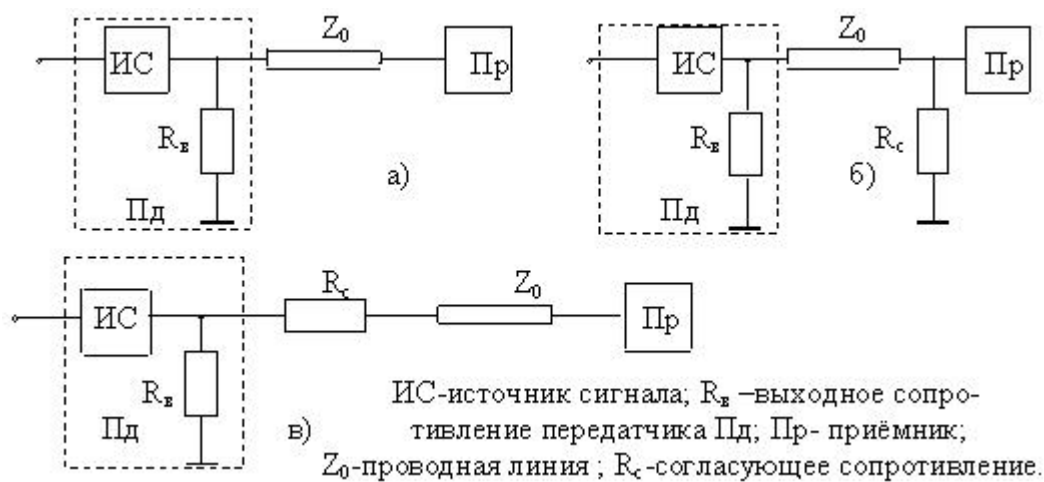 Z₀ Z₀
ИС Пр ИС Пр
Rв Rв Rс
а) б)
Пд Пд
Rс Z₀
ИС Пр
Rв
Пд в)
ИС-источник сигнала; Rв –выходное сопро-
тивление передатчика Пд; Пр- приёмник;
Z₀-проводная линия ; Rс-согласующее сопротивление.